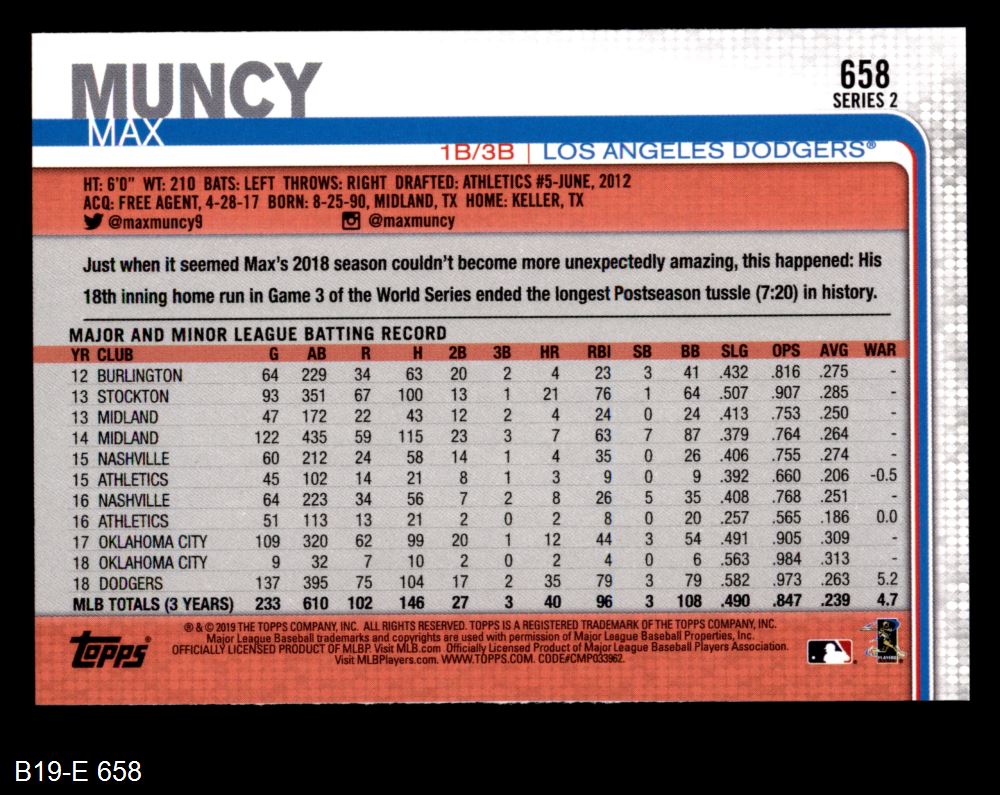 MUNCY
MAX
658
SERIES 2
1B/3B | LOS ANGELES DODGERS®
HT: 6'0" WT: 210 BATS: LEFT THROWS: RIGHT DRAFTED: ATHLETICS #5-JUNE, 2012
ACQ: FREE AGENT, 4-28-17 BORN: 8-25-90, MIDLAND, TX HOME: KELLER, TX
@maxmuncy9 @maxmuncy
Just when it seemed Max's 2018 season couldn't become more unexpectedly amazing, this happened: His
18th inning home run in Game 3 of the World Series ended the longest Postseason tussle (7:20) in history.
MAJOR AND MINOR LEAGUE BATTING RECORD
YR CLUB G AB R H 2B 3B HR RBI SB BB SLG OPS AVG WAR
12 BURLINGTON 64 229 34 63 20 2 4 23 3 41 .432 .816 .275 -
13 STOCKTON 93 351 67 100 13 1 21 76 1 64 .507 .907 .285 -
13 MIDLAND 47 172 22 43 12 2 4 24 0 24 .413 .753 .250 -
14 MIDLAND 122 435 59 115 23 3 7 63 7 87 .379 .764 .264 -
15 NASHVILLE 60 212 24 58 14 1 4 35 0 26 .406 .755 .274 -
15 ATHLETICS 45 102 14 21 8 1 3 9 0 9 .392 .660 .206 -0.5
16 NASHVILLE 64 223 34 56 7 2 8 26 5 35 .408 .768 .251 -
16 ATHLETICS 51 113 13 21 2 0 2 8 0 20 .257 .565 .186 0.0
17 OKLAHOMA CITY 109 320 62 99 20 1 12 44 3 54 .491 .905 .309 -
18 OKLAHOMA CITY 9 32 7 10 2 0 2 4 0 6 .563 .984 .313 -
18 DODGERS 137 395 75 104 17 2 35 79 3 79 .582 .973 .263 5.2
MLB TOTALS (3 YEARS) 233 610 102 146 27 3 40 96 3 108 .490 .847 .239 4.7
® & © 2019 THE TOPPS COMPANY, INC. ALL RIGHTS RESERVED. TOPPS IS A REGISTERED TRADEMARK OF THE TOPPS COMPANY, INC.
Major League Baseball trademarks and copyrights are used with permission of Major League Baseball Properties, Inc.
OFFICIALLY LICENSED PRODUCT OF MLBP. Visit MLB.com Officially Licensed Product of Major League Baseball Players Association.
Visit MLBPlayers.com. WWW.TOPPS.COM. CODE#CMP033962.
Topps®
B19-E 658